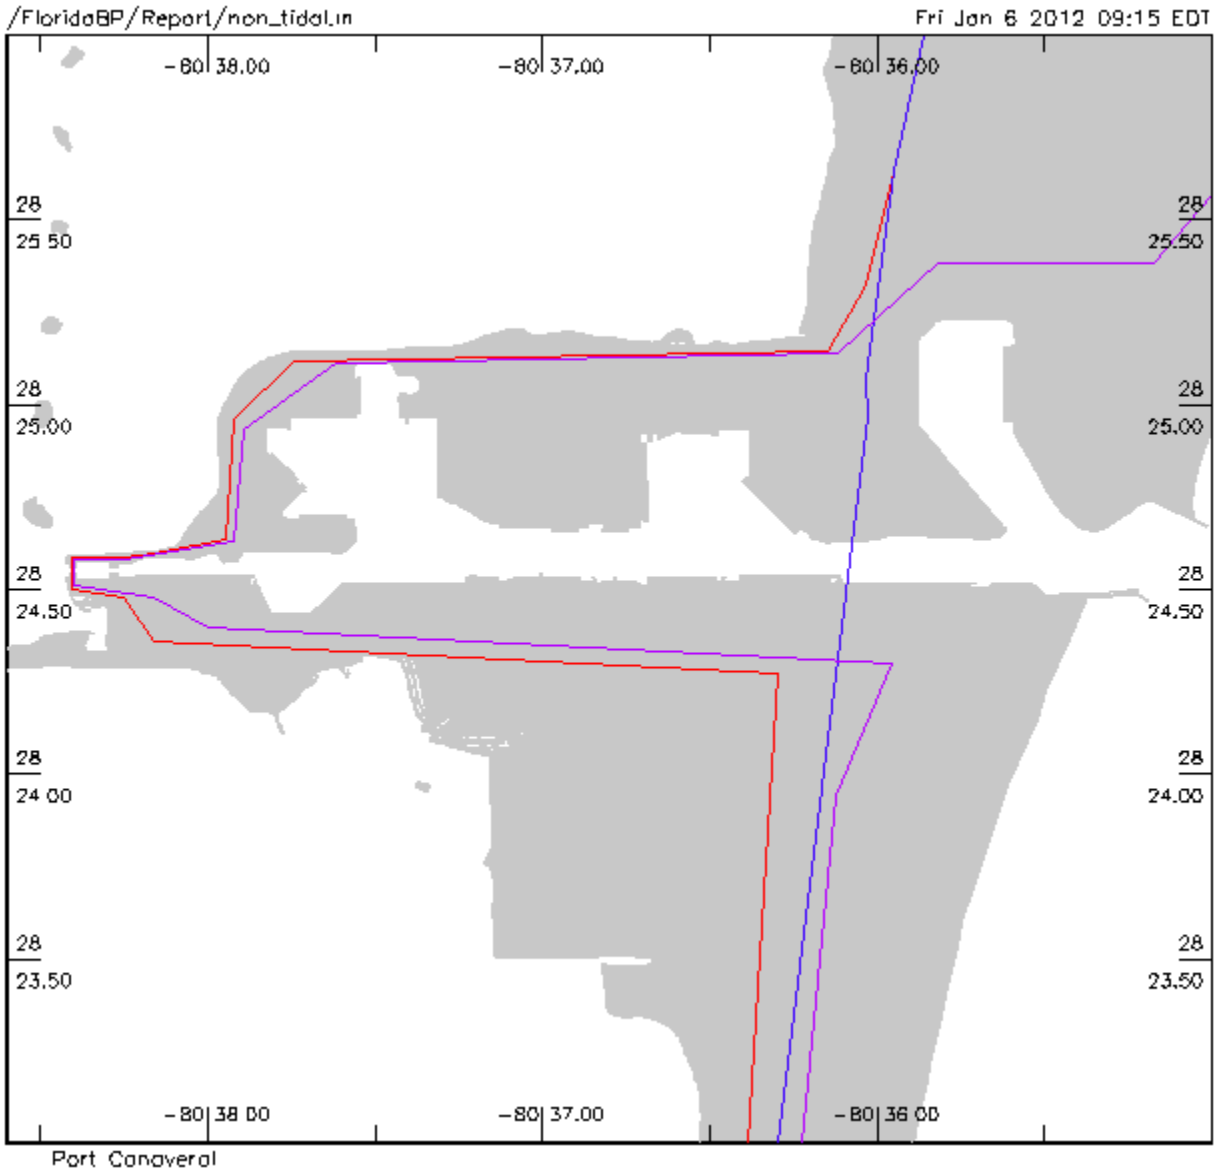 /FloridaBP/Report/non_tidal.in Fri Jan 6 2012 09:15 EDT
-80 38.00 -80 37.00 -80 36.00
28 28
25.50 25.50
28 28
25.00 25.00
28 28
24.50 24.50
28 28
24.00 24.00
28 28
23.50 23.50
-80 38.00 -80 37.00 -80 36.00
Port Canaveral